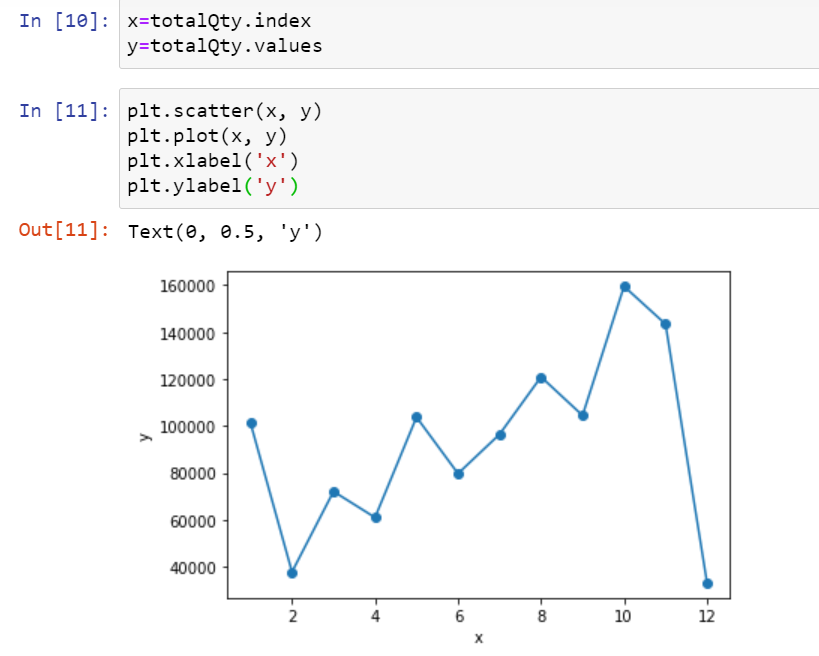 In [10]: x=totalQty.index
y=totalQty.values
In [11]: plt.scatter(x, y)
plt.plot(x, y)
plt.xlabel('x')
plt.ylabel('y')
Out[11]: Text(0, 0.5, 'y')
160000
140000
120000
100000
80000
60000
40000
y
2 4 6 8 10 12
x